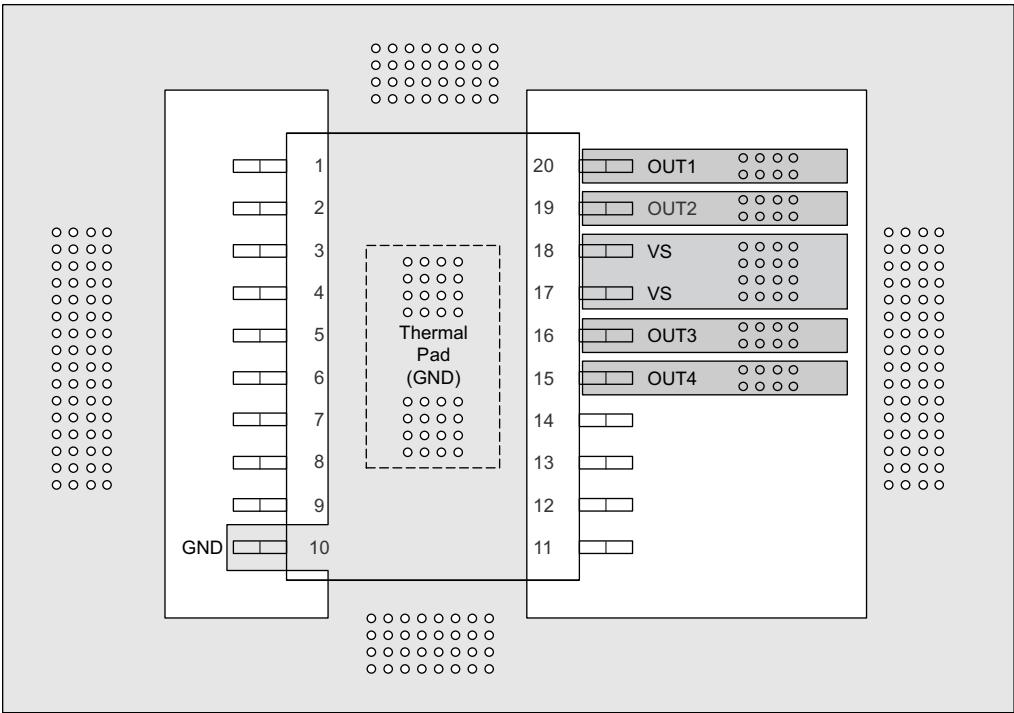 1 20 OUT1
2 19 OUT2
3 18 VS
4 17 VS
Thermal
Pad
(GND)
5 16 OUT3
6 15 OUT4
7 14
8 13
9 12
GND 10 11